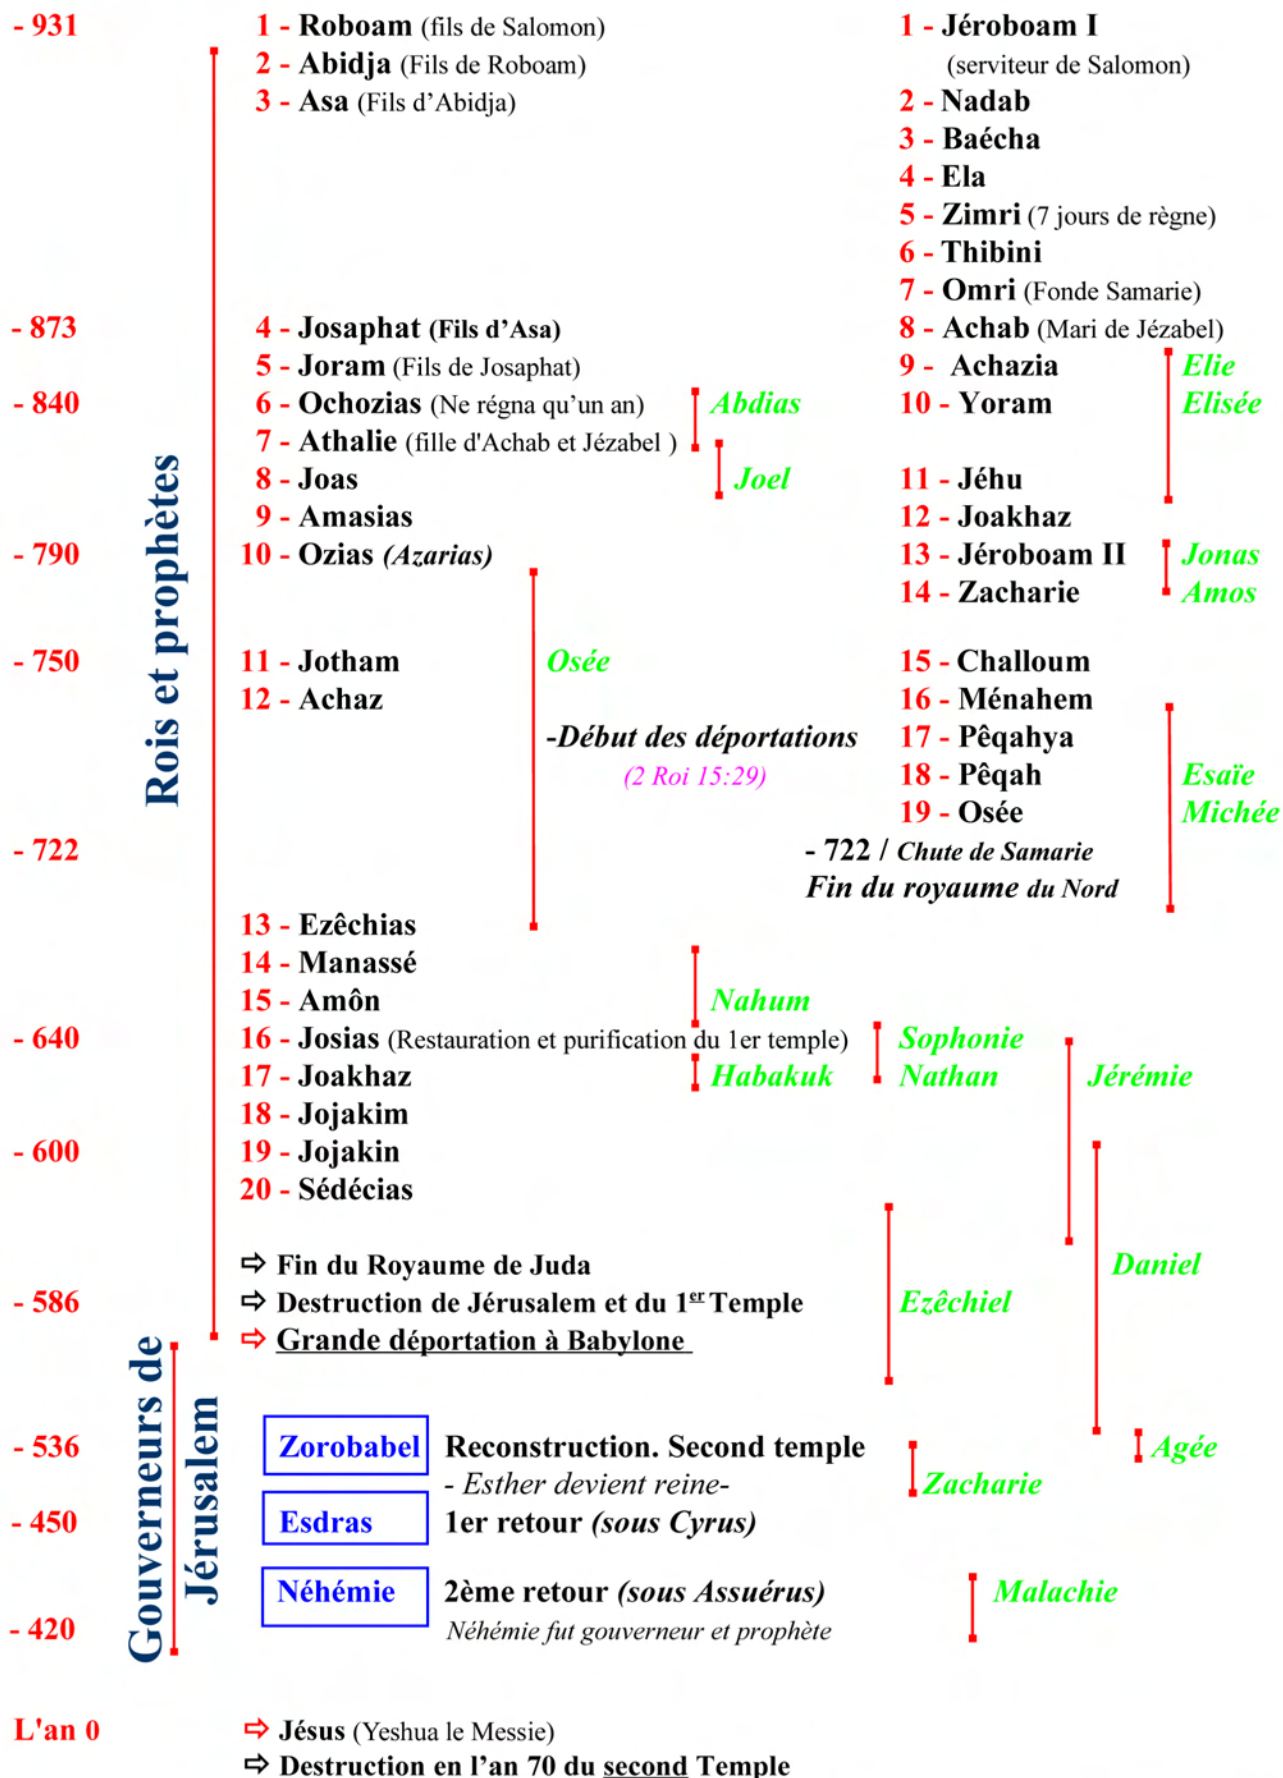 - 931 1 - Roboam (fils de Salomon) 1 - Jéroboam I
2 - Abidja (Fils de Roboam) (serviteur de Salomon)
3 - Asa (Fils d'Abidja) 2 - Nadab
3 - Baécha
4 - Ela
5 - Zimri (7 jours de règne)
6 - Thibini
7 - Omri (Fonde Samarie)
- 873 4 - Josaphat (Fils d'Asa) 8 - Achab (Mari de Jézabel)
5 - Joram (Fils de Josaphat) 9 - Achazia Elie
- 840 6 - Ochozias (Ne régna qu'un an) Abdias 10 - Yoram Elisée
7 - Athalie (fille d'Achab et Jézabel )
8 - Joas Joel 11 - Jéhu
9 - Amasias 12 - Joakhaz
- 790 10 - Ozias (Azarias) 13 - Jéroboam II Jonas
14 - Zacharie Amos
Rois et prophètes
- 750 11 - Jotham Osée 15 - Challoum
12 - Achaz 16 - Ménahem
-Début des déportations 17 - Pêqahya
(2 Roi 15:29) 18 - Pêqah Esaïe
19 - Osée Michée
- 722 - 722 / Chute de Samarie
Fin du royaume du Nord
13 - Ezêchias
14 - Manassé
15 - Amôn Nahum
- 640 16 - Josias (Restauration et purification du 1er temple) Sophonie
17 - Joakhaz Habakuk Nathan Jérémie
18 - Jojakim
- 600 19 - Jojakin
20 - Sédécias
⇨ Fin du Royaume de Juda Daniel
- 586 ⇨ Destruction de Jérusalem et du 1er Temple Ezêchiel
⇨ Grande déportation à Babylone
Gouverneurs de
Jérusalem
- 536 Zorobabel Reconstruction. Second temple Agée
- Esther devient reine- Zacharie
- 450 Esdras 1er retour (sous Cyrus)
Néhémie 2ème retour (sous Assuérus) Malachie
- 420 Néhémie fut gouverneur et prophète
L'an 0 ⇨ Jésus (Yeshua le Messie)
⇨ Destruction en l'an 70 du second Temple